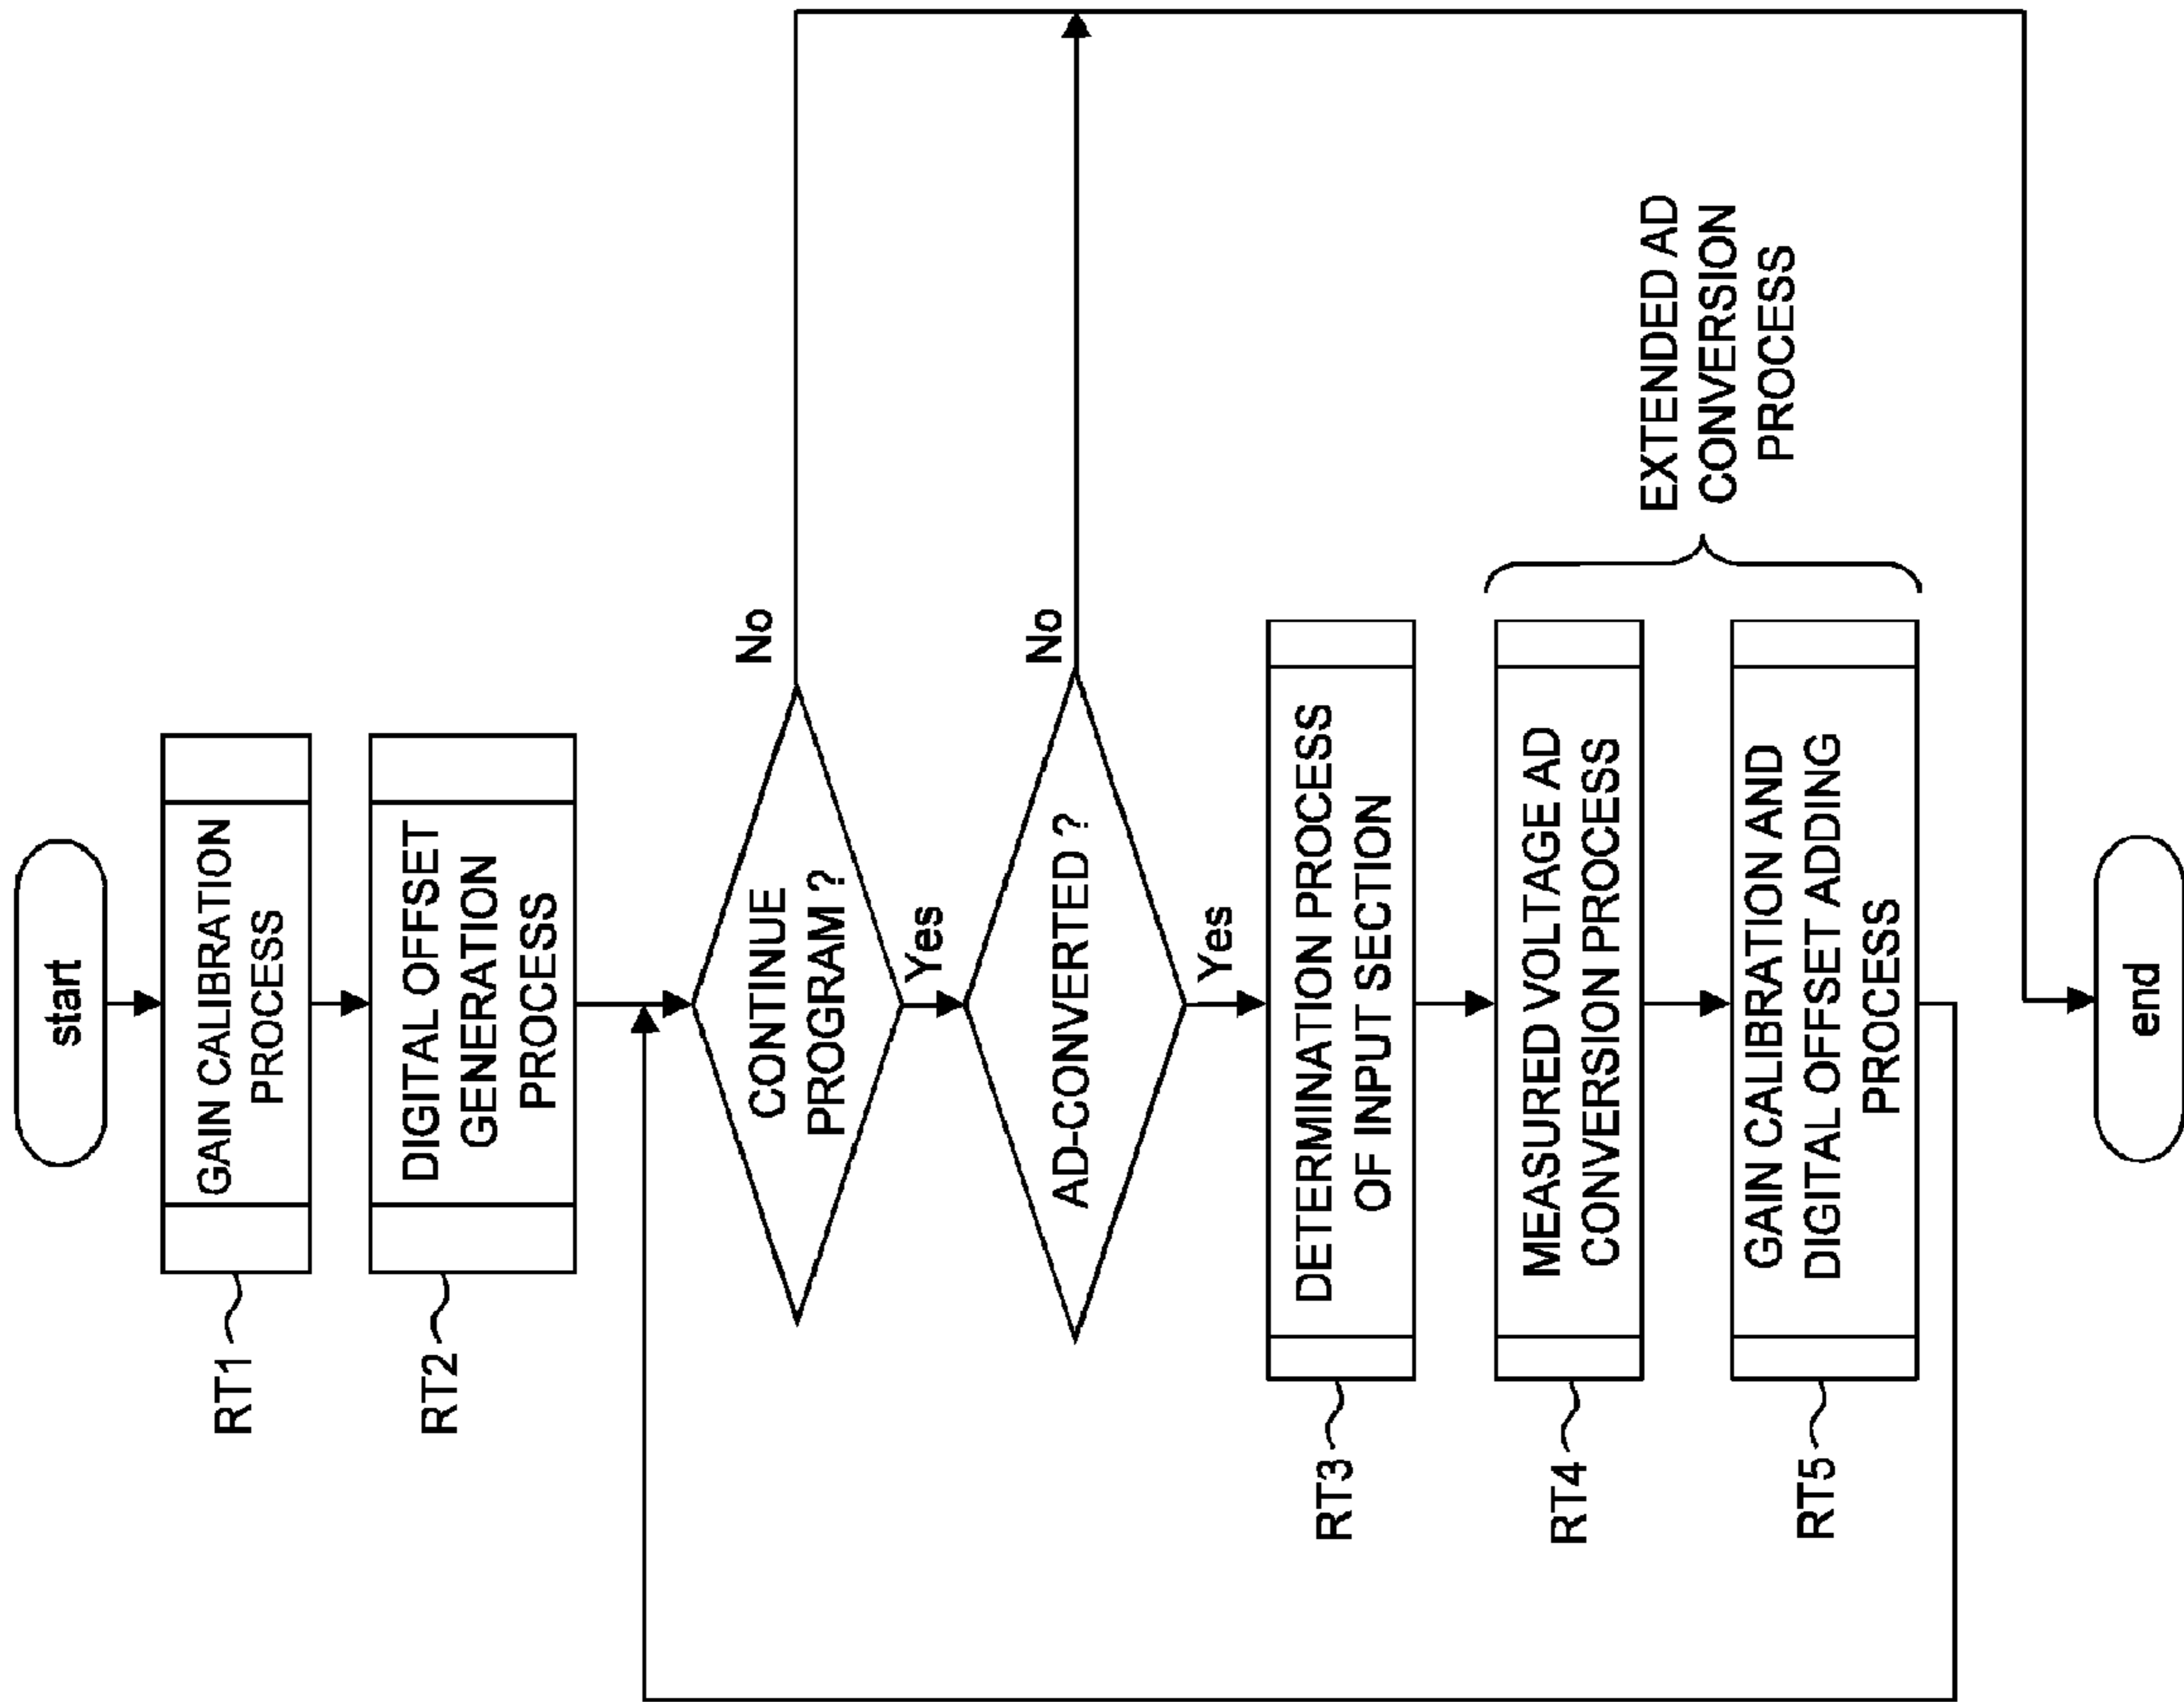 start
RT1
GAIN CALIBRATION
PROCESS
RT2
DIGITAL OFFSET
GENERATION
PROCESS
CONTINUE
PROGRAM ?
No
Yes
AD-CONVERTED ?
No
Yes
RT3
DETERMINATION PROCESS
OF INPUT SECTION
RT4
MEASURED VOLTAGE AD
CONVERSION PROCESS
EXTENDED AD
CONVERSION
PROCESS
RT5
GAIN CALIBRATION AND
DIGITAL OFFSET ADDING
PROCESS
end